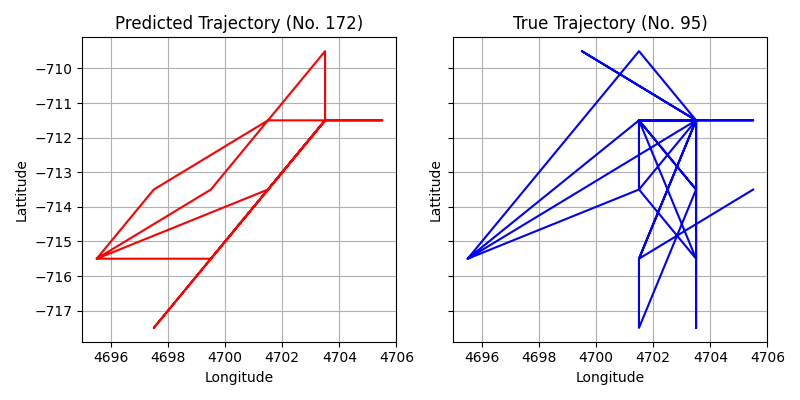 Predicted Trajectory (No. 172)
True Trajectory (No. 95)
Lattitude
−710
−711
−712
−713
−714
−715
−716
−717
4696 4698 4700 4702 4704 4706
Longitude
Lattitude
4696 4698 4700 4702 4704 4706
Longitude